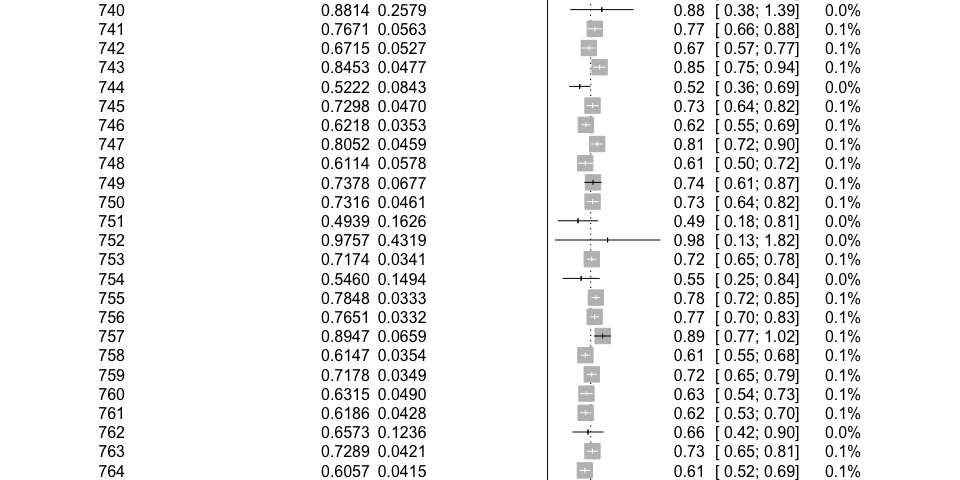 740 0.8814 0.2579 0.88 [ 0.38; 1.39] 0.0%
741 0.7671 0.0563 0.77 [ 0.66; 0.88] 0.1%
742 0.6715 0.0527 0.67 [ 0.57; 0.77] 0.1%
743 0.8453 0.0477 0.85 [ 0.75; 0.94] 0.1%
744 0.5222 0.0843 0.52 [ 0.36; 0.69] 0.0%
745 0.7298 0.0470 0.73 [ 0.64; 0.82] 0.1%
746 0.6218 0.0353 0.62 [ 0.55; 0.69] 0.1%
747 0.8052 0.0459 0.81 [ 0.72; 0.90] 0.1%
748 0.6114 0.0578 0.61 [ 0.50; 0.72] 0.1%
749 0.7378 0.0677 0.74 [ 0.61; 0.87] 0.1%
750 0.7316 0.0461 0.73 [ 0.64; 0.82] 0.1%
751 0.4939 0.1626 0.49 [ 0.18; 0.81] 0.0%
752 0.9757 0.4319 0.98 [ 0.13; 1.82] 0.0%
753 0.7174 0.0341 0.72 [ 0.65; 0.78] 0.1%
754 0.5460 0.1494 0.55 [ 0.25; 0.84] 0.0%
755 0.7848 0.0333 0.78 [ 0.72; 0.85] 0.1%
756 0.7651 0.0332 0.77 [ 0.70; 0.83] 0.1%
757 0.8947 0.0659 0.89 [ 0.77; 1.02] 0.1%
758 0.6147 0.0354 0.61 [ 0.55; 0.68] 0.1%
759 0.7178 0.0349 0.72 [ 0.65; 0.79] 0.1%
760 0.6315 0.0490 0.63 [ 0.54; 0.73] 0.1%
761 0.6186 0.0428 0.62 [ 0.53; 0.70] 0.1%
762 0.6573 0.1236 0.66 [ 0.42; 0.90] 0.0%
763 0.7289 0.0421 0.73 [ 0.65; 0.81] 0.1%
764 0.6057 0.0415 0.61 [ 0.52; 0.69] 0.1%